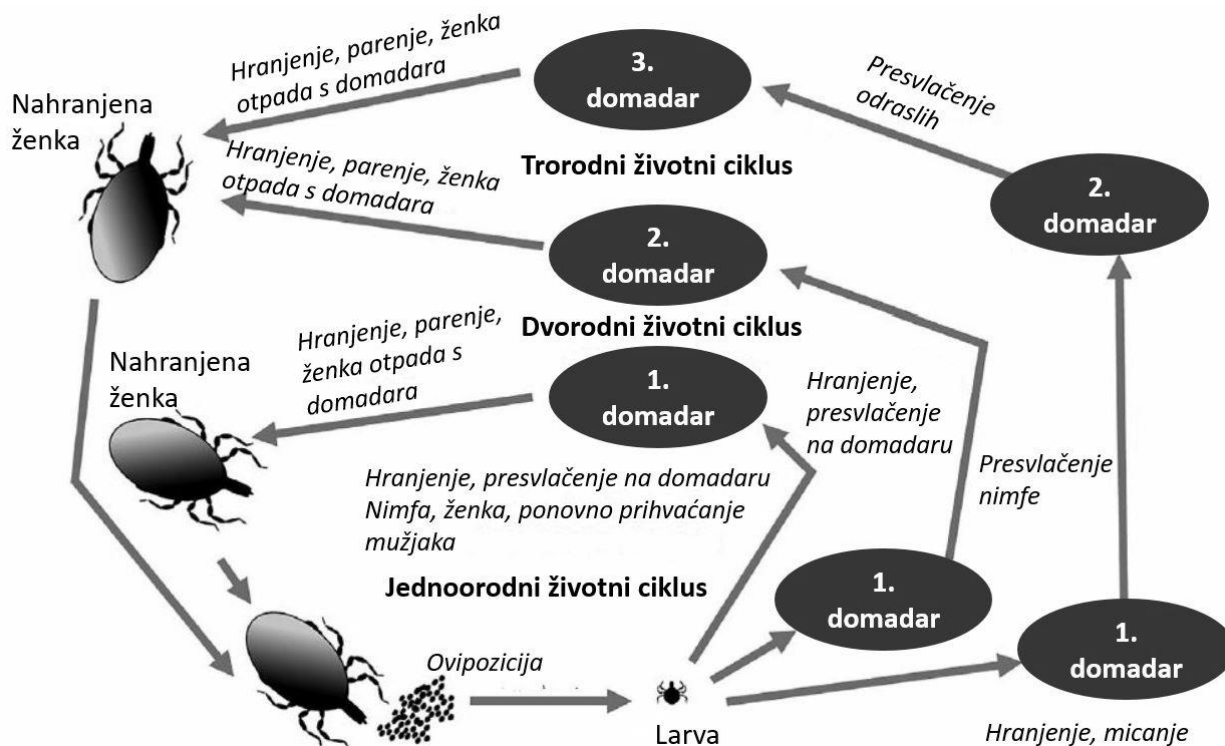 Hranjenje, parenje, ženka
otpada s domadara
3.
domadar
Presvlačenje
odraslih
Nahranjena
ženka
Hranjenje, parenje, ženka
otpada s domadara
Trorodni životni ciklus
2.
domadar
2.
domadar
Dvorodni životni ciklus
Hranjenje, parenje,
ženka otpada s
domadara
Nahranjena
ženka
1.
domadar
Hranjenje,
presvlačenje
na domadaru
Presvlačenje
nimfe
Hranjenje, presvlačenje na domadaru
Nimfa, ženka, ponovno prihvaćanje
mužjaka
Jednoorodni životni ciklus
1.
domadar
1.
domadar
Ovipozicija
Larva
Hranjenje, micanje